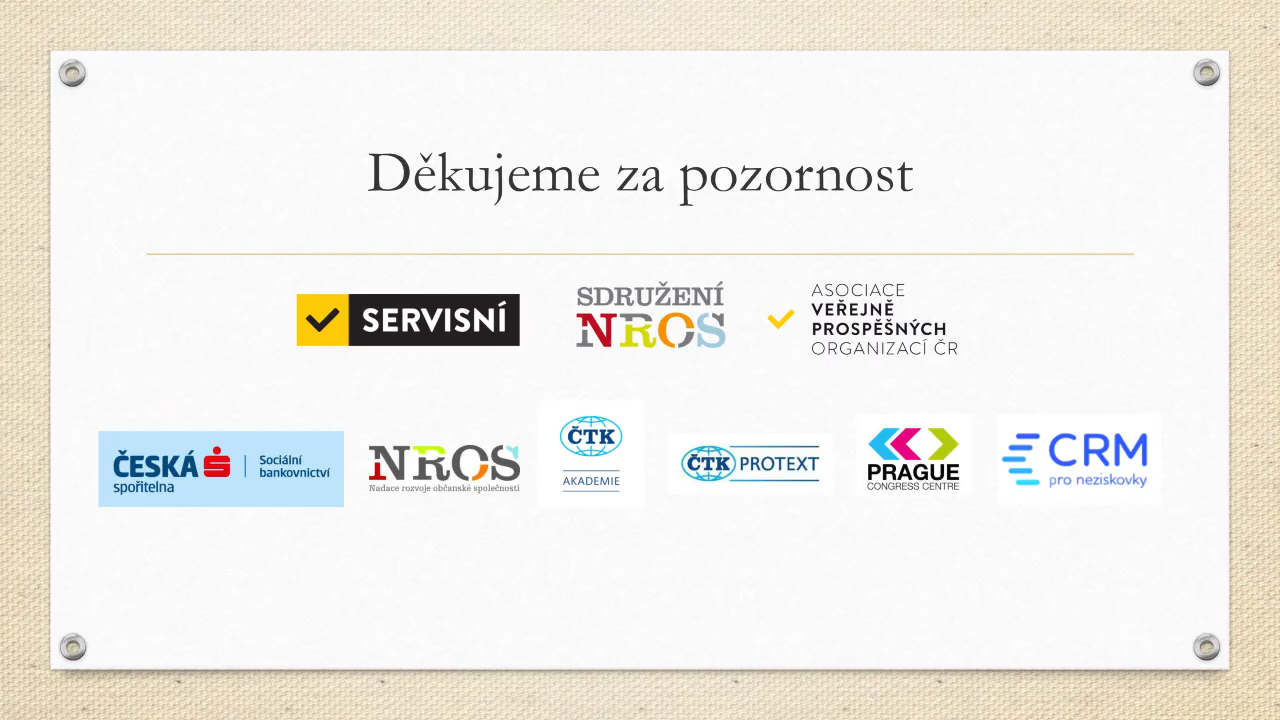 Děkujeme za pozornost
SERVISNÍ
SDRUŽENÍ
NROS
ASOCIACE
VEŘEJNĚ
PROSPĚŠNÝCH
ORGANIZACÍ ČR
ČESKÁ
spořitelna
Sociální
bankovnictví
NROS
Nadace rozvoje občanské společnosti
ČTK
AKADEMIE
ČTK PROTEXT
PRAGUE
CONGRESS CENTRE
CRM
pro neziskovky